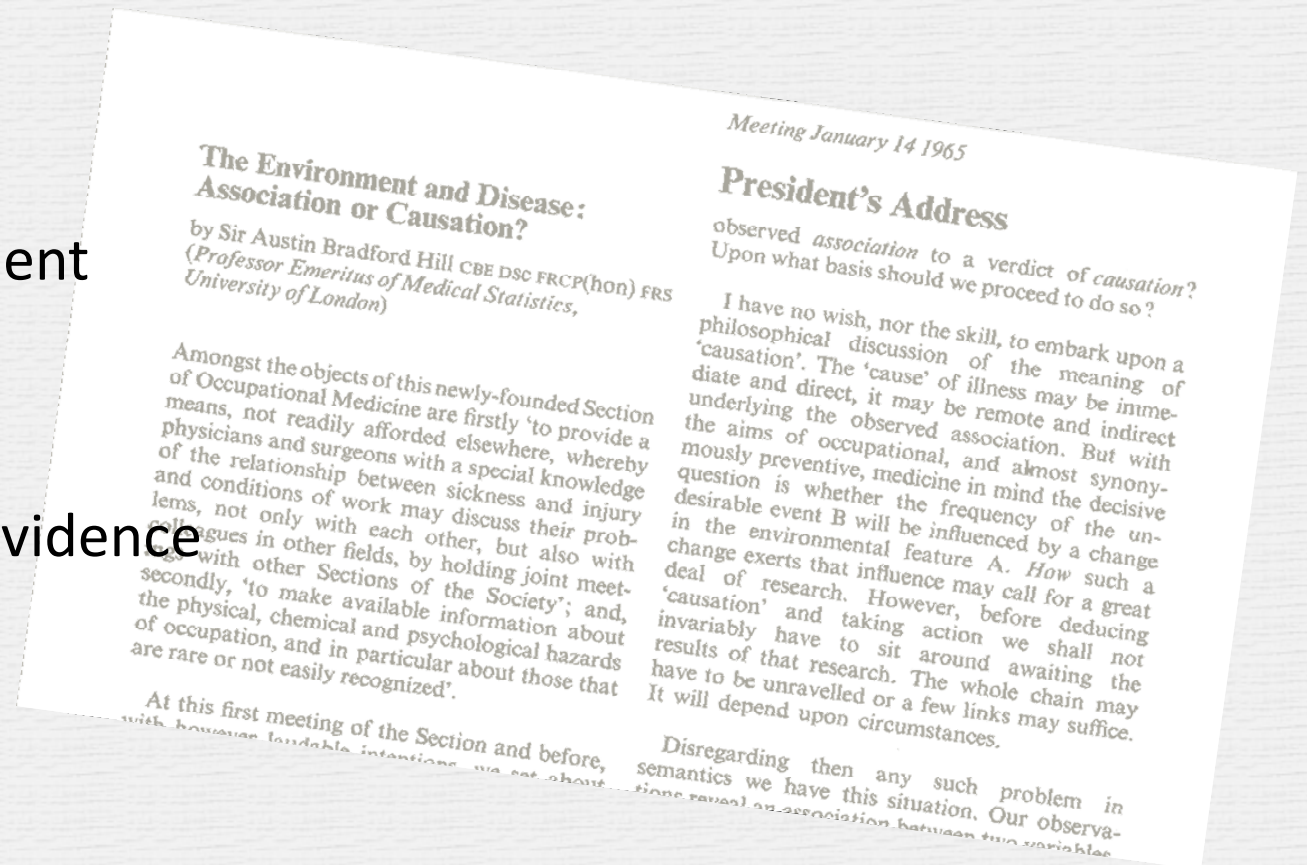 ent
vidence
Meeting January 14 1965
The Environment and Disease:
Association or Causation?
by Sir Austin Bradford Hill CBE DSC FRCP(hon) FRS
(Professor Emeritus of Medical Statistics,
University of London)
Amongst the objects of this newly-founded Section
of Occupational Medicine are firstly ‘to provide a
means, not readily afforded elsewhere, whereby
physicians and surgeons with a special knowledge
of the relationship between sickness and injury
and conditions of work may discuss their prob-
lems, not only with each other, but also with
colleagues in other fields, by holding joint meet-
ings with other Sections of the Society’; and,
secondly, ‘to make available information about
the physical, chemical and psychological hazards
of occupation, and in particular about those that
are rare or not easily recognized’.
At this first meeting of the Section and before,
with however laudable intentions, we set about
President’s Address
observed association to a verdict of causation?
Upon what basis should we proceed to do so?
I have no wish, nor the skill, to embark upon a
philosophical discussion of the meaning of
‘causation’. The ‘cause’ of illness may be imme-
diate and direct, it may be remote and indirect
underlying the observed association. But with
the aims of occupational, and almost synony-
mously preventive, medicine in mind the decisive
question is whether the frequency of the un-
desirable event B will be influenced by a change
in the environmental feature A. How such a
change exerts that influence may call for a great
deal of research. However, before deducing
‘causation’ and taking action we shall not
invariably have to sit around awaiting the
results of that research. The whole chain may
have to be unravelled or a few links may suffice.
It will depend upon circumstances.
Disregarding then any such problem in
semantics we have this situation. Our observa-
tions reveal an association between two variables,